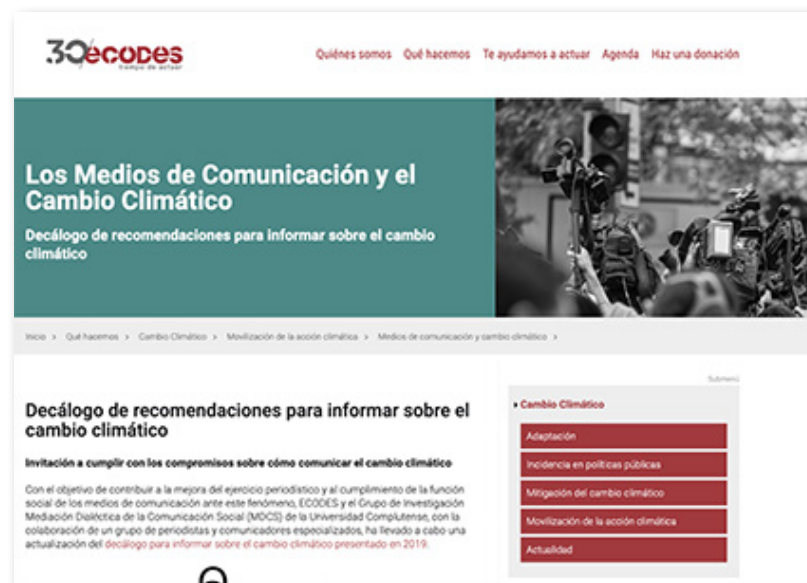 30 ecodes
tiempo de actuar
Quiénes somos Qué hacemos Te ayudamos a actuar Agenda Haz una donación
Los Medios de Comunicación y el
Cambio Climático
Decálogo de recomendaciones para informar sobre el cambio
climático
Inicio > Qué hacemos > Cambio Climático > Movilización de la acción climática > Medios de comunicación y cambio climático >
Submenú
Decálogo de recomendaciones para informar sobre el
cambio climático
Invitación a cumplir con los compromisos sobre cómo comunicar el cambio climático
Con el objetivo de contribuir a la mejora del ejercicio periodístico y al cumplimiento de la función
social de los medios de comunicación ante este fenómeno, ECODES y el Grupo de Investigación
Mediación Dialéctica de la Comunicación Social (MDCS) de la Universidad Complutense, con la
colaboración de un grupo de periodistas y comunicadores especializados, ha llevado a cabo una
actualización del decálogo para informar sobre el cambio climático presentado en 2019.
Cambio Climático
Adaptación
Incidencia en políticas públicas
Mitigación del cambio climático
Movilización de la acción climática
Actualidad